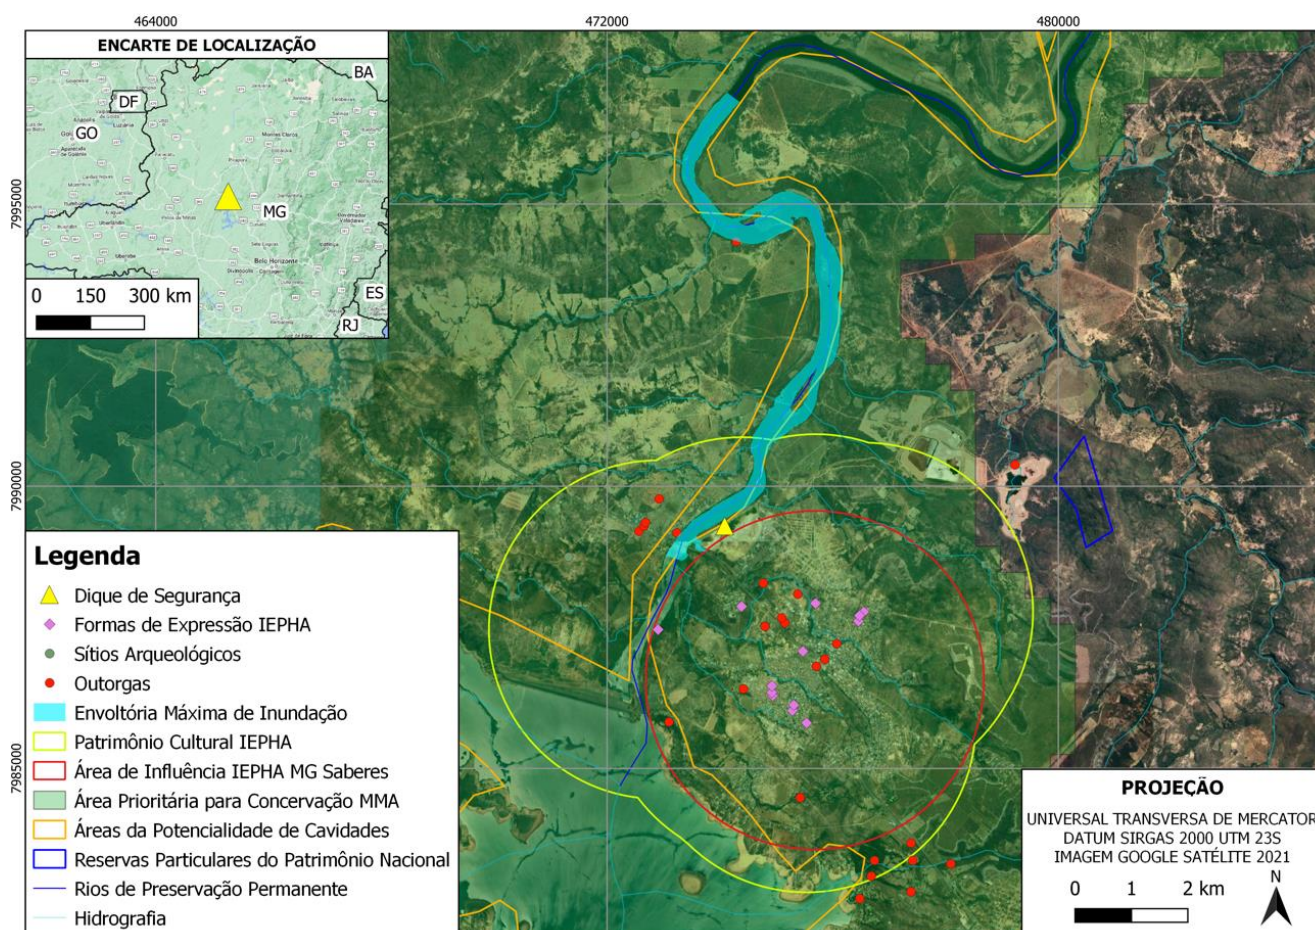 464000
472000
480000
ENCARTE DE LOCALIZAÇÃO
BA
DF
GO
MG
ES
RJ
Belo Horizonte
0 150 300 km
7995000
7990000
7985000
Legenda
Dique de Segurança
Formas de Expressão IEPHA
Sítios Arqueológicos
Outorgas
Envoltória Máxima de Inundação
Patrimônio Cultural IEPHA
Área de Influência IEPHA MG Saberes
Área Prioritária para Concervação MMA
Áreas da Potencialidade de Cavidades
Reservas Particulares do Patrimônio Nacional
Rios de Preservação Permanente
Hidrografia
PROJEÇÃO
UNIVERSAL TRANSVERSA DE MERCATOR
DATUM SIRGAS 2000 UTM 23S
IMAGEM GOOGLE SATÉLITE 2021
N
0 1 2 km